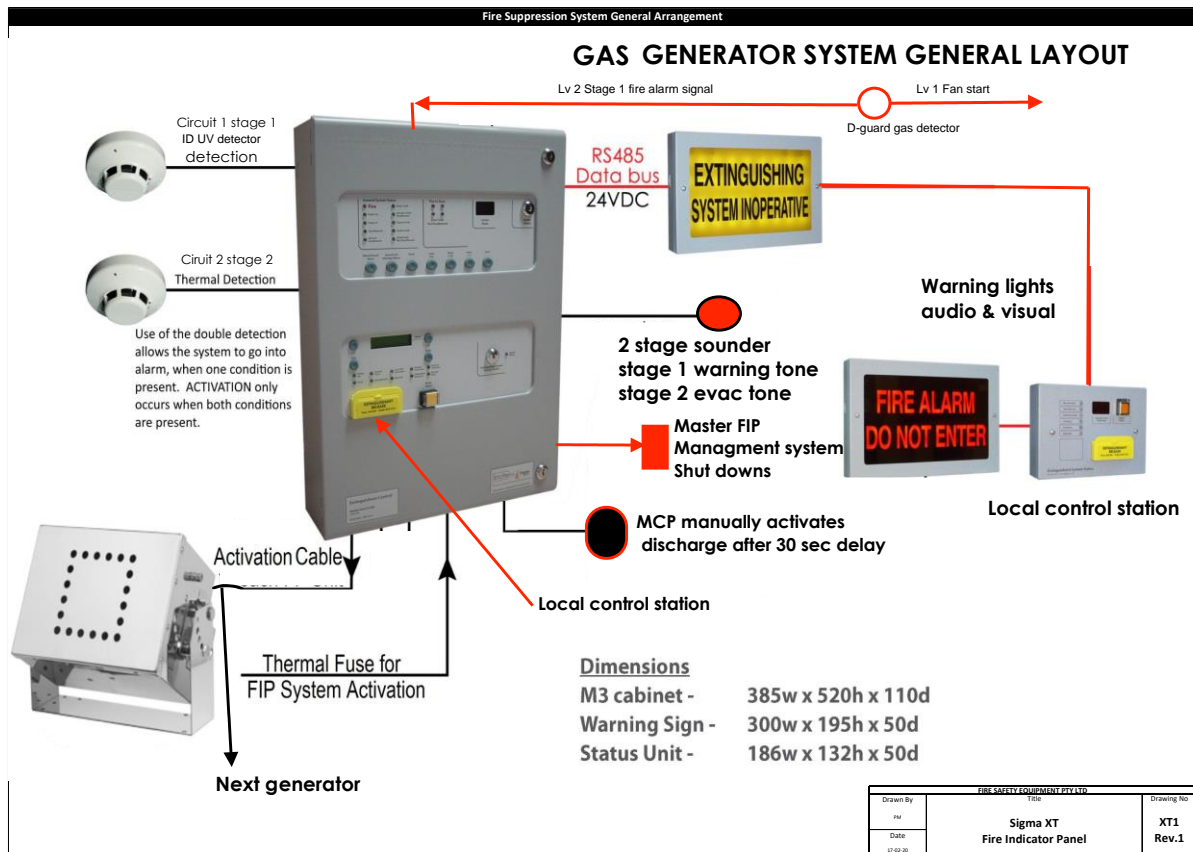 Fire Suppression System General Arrangement
GAS GENERATOR SYSTEM GENERAL LAYOUT
Lv 2 Stage 1 fire alarm signal
Lv 1 Fan start
D-guard gas detector
Circuit 1 stage 1
ID UV detector
detection
RS485
Data bus
24VDC
EXTINGUISHING
SYSTEM INOPERATIVE
Ciruit 2 stage 2
Thermal Detection
Use of the double detection
allows the system to go into
alarm, when one condition is
present. ACTIVATION only
occurs when both conditions
are present.
Warning lights
audio & visual
2 stage sounder
stage 1 warning tone
stage 2 evac tone
FIRE ALARM
DO NOT ENTER
Master FIP
Managment system
Shut downs
Local control station
MCP manually activates
discharge after 30 sec delay
Activation Cable
Local control station
Thermal Fuse for
FIP System Activation
Next generator
Dimensions
M3 cabinet - 385w x 520h x 110d
Warning Sign - 300w x 195h x 50d
Status Unit - 186w x 132h x 50d
FIRE SAFETY EQUIPMENT PTY LTD
Drawn By
Title
Drawing No
PM
Sigma XT
XT1
Date
Fire Indicator Panel
Rev.1
17-02-20